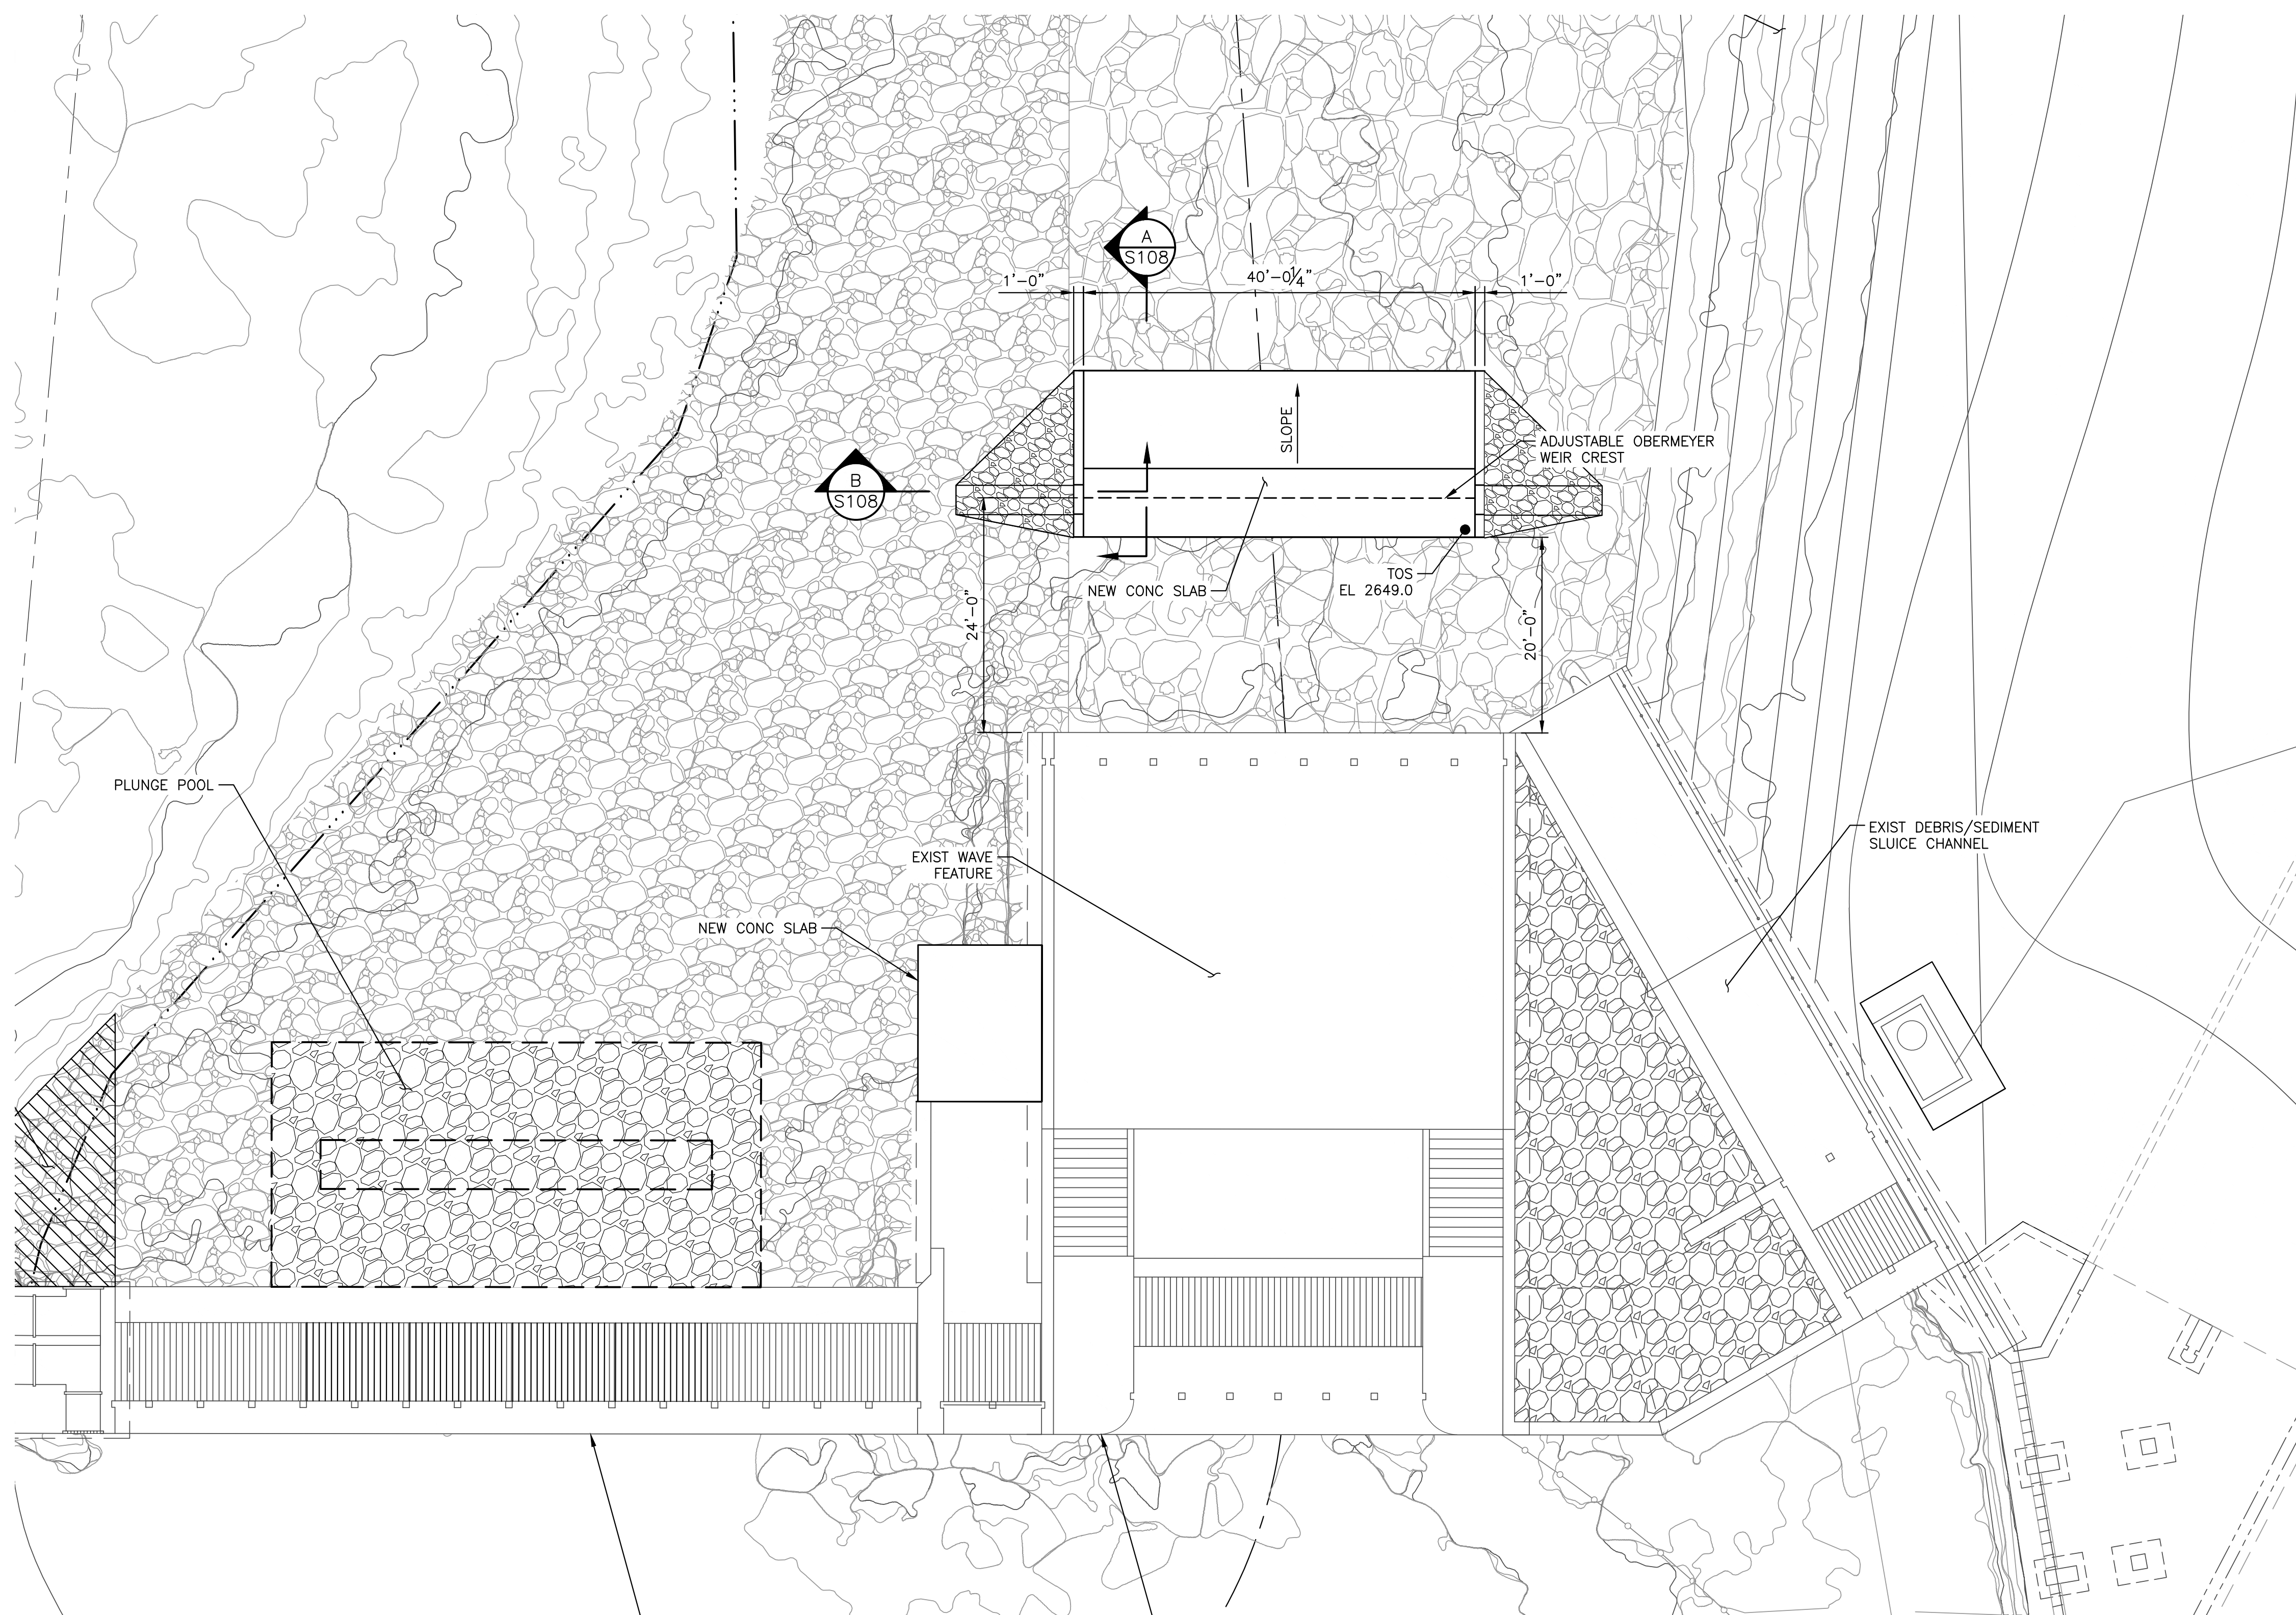 A
S108
1'-0"
40'-0¼"
1'-0"
SLOPE
ADJUSTABLE OBERMEYER
WEIR CREST
B
S108
TOS
EL 2649.0
NEW CONC SLAB
24'-0"
20'-0"
PLUNGE POOL
EXIST DEBRIS/SEDIMENT
SLUICE CHANNEL
EXIST WAVE
FEATURE
NEW CONC SLAB